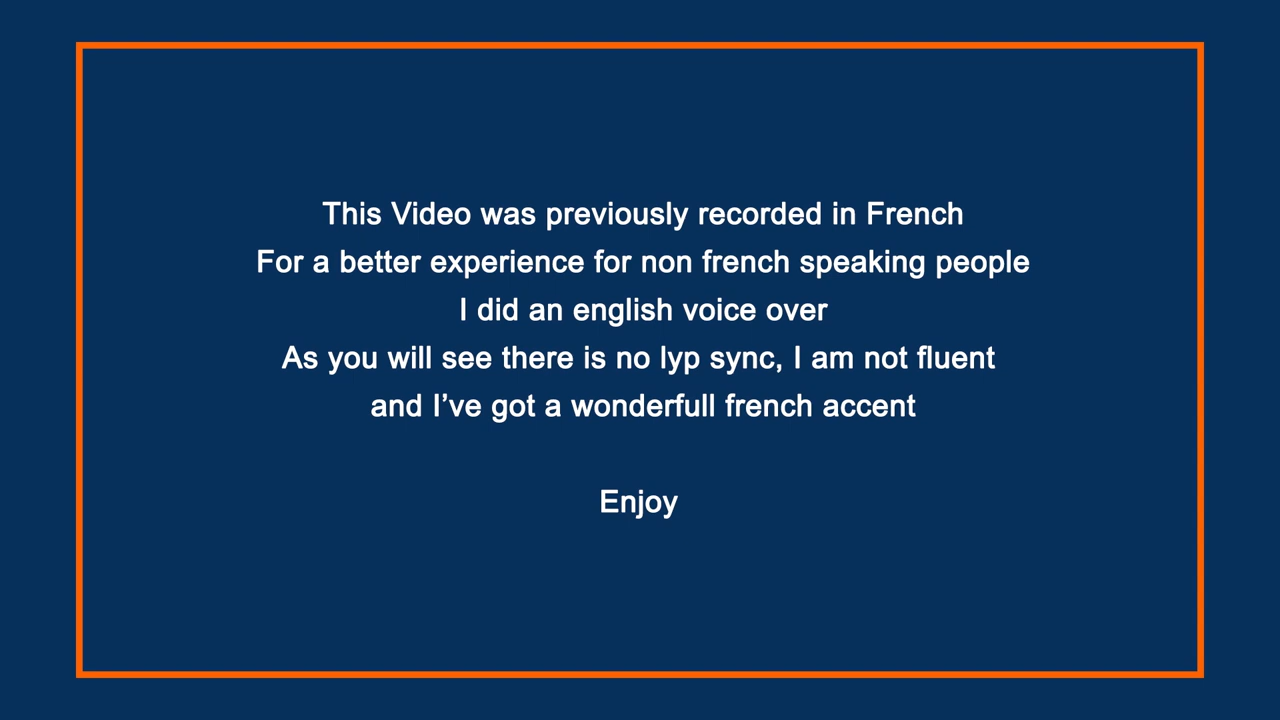 This Video was previously recorded in French
For a better experience for non french speaking people
I did an english voice over
As you will see there is no lyp sync, I am not fluent
and I’ve got a wonderfull french accent
Enjoy